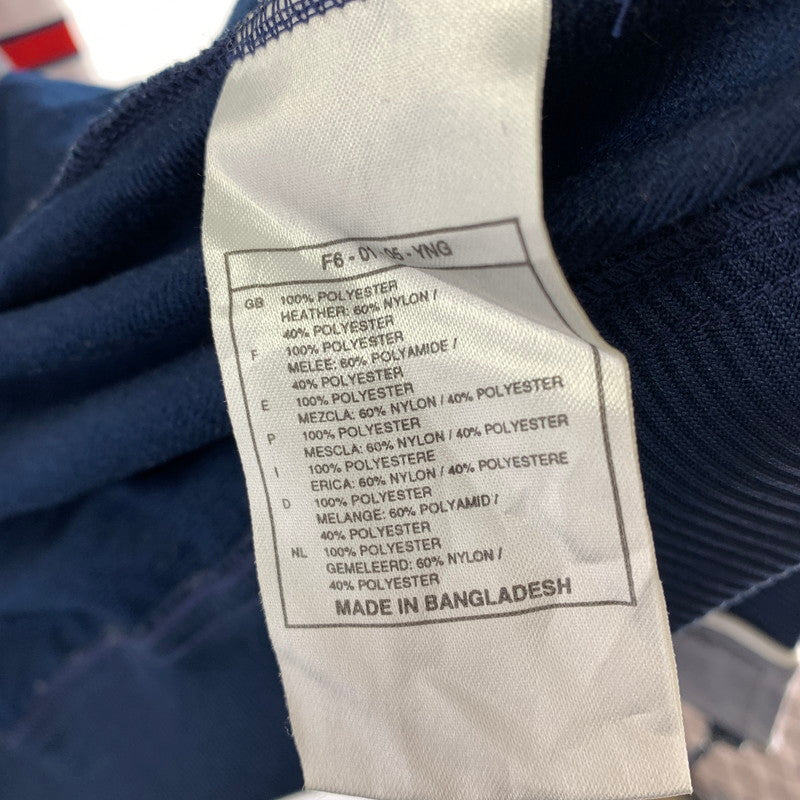 F6 - 01 05 - YNG
GB 100% POLYESTER
HEATHER: 60% NYLON /
40% POLYESTER
F 100% POLYESTER
MELEE: 60% POLYAMIDE /
40% POLYESTER
E 100% POLYESTER
MEZCLA: 60% NYLON / 40% POLYESTER
P 100% POLYESTER
MESCLA: 60% NYLON / 40% POLYESTER
I 100% POLYESTERE
ERICA: 60% NYLON / 40% POLYESTERE
D 100% POLYESTER
MELANGE: 60% POLYAMID /
40% POLYESTER
NL 100% POLYESTER
GEMELEERD: 60% NYLON /
40% POLYESTER
MADE IN BANGLADESH